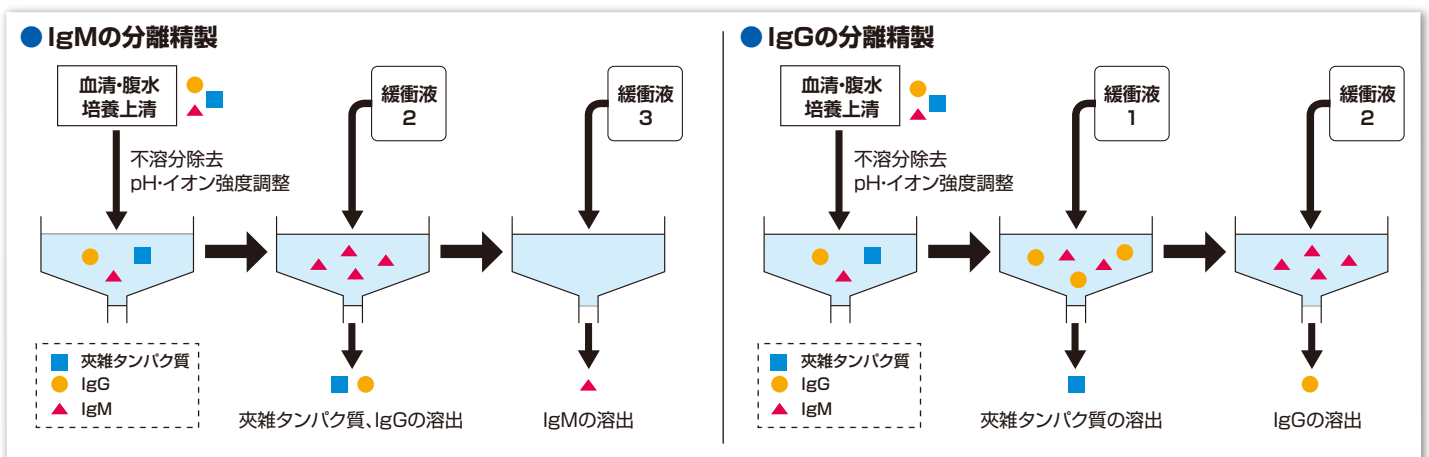 ● IgMの分離精製
血清・腹水
培養上清
緩衝液
2
緩衝液
3
不溶分除去
pH・イオン強度調整
夾雑タンパク質
IgG
IgM
夾雑タンパク質、IgGの溶出
IgMの溶出
● IgGの分離精製
血清・腹水
培養上清
緩衝液
1
緩衝液
2
不溶分除去
pH・イオン強度調整
夾雑タンパク質
IgG
IgM
夾雑タンパク質の溶出
IgGの溶出